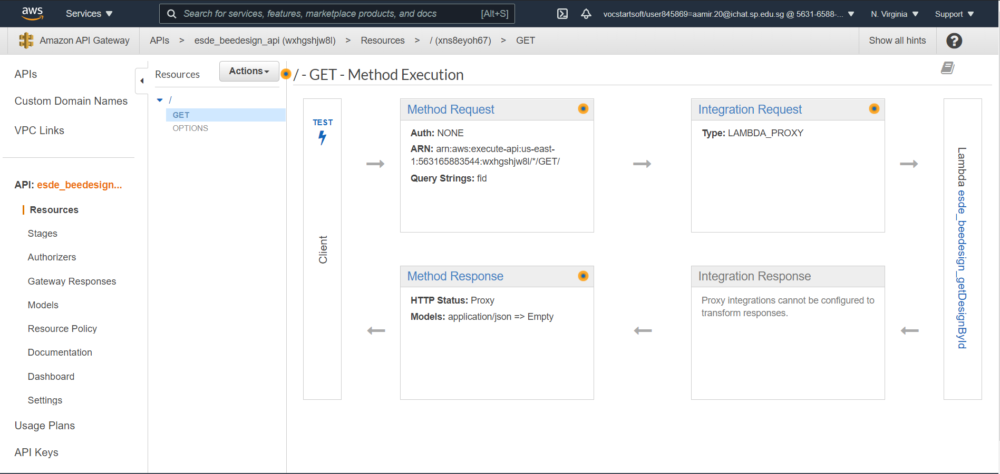 aws
Services
Search for services, features, marketplace products, and docs
[Alt+S]
vocstartsoft/user845869=aamir.20@ichat.sp.edu.sg @ 5631-6588-...
N. Virginia
Support
Amazon API Gateway
APIs > esde_beedesign_api (wxhgshjw8l) > Resources > / (xns8eyoh67) > GET
Show all hints
?
APIs
Custom Domain Names
VPC Links
API: esde_beedesign...
Resources
Stages
Authorizers
Gateway Responses
Models
Resource Policy
Documentation
Dashboard
Settings
Usage Plans
API Keys
Resources
Actions
/
GET
OPTIONS
/ - GET - Method Execution
TEST
Client
Method Request
Auth: NONE
ARN: arn:aws:execute-api:us-east-
1:563165883544:wxhgshjw8l/*/GET/
Query Strings: fid
Integration Request
Type: LAMBDA_PROXY
Method Response
HTTP Status: Proxy
Models: application/json => Empty
Integration Response
Proxy integrations cannot be configured to
transform responses.
Lambda esde_beedesign_getDesignById